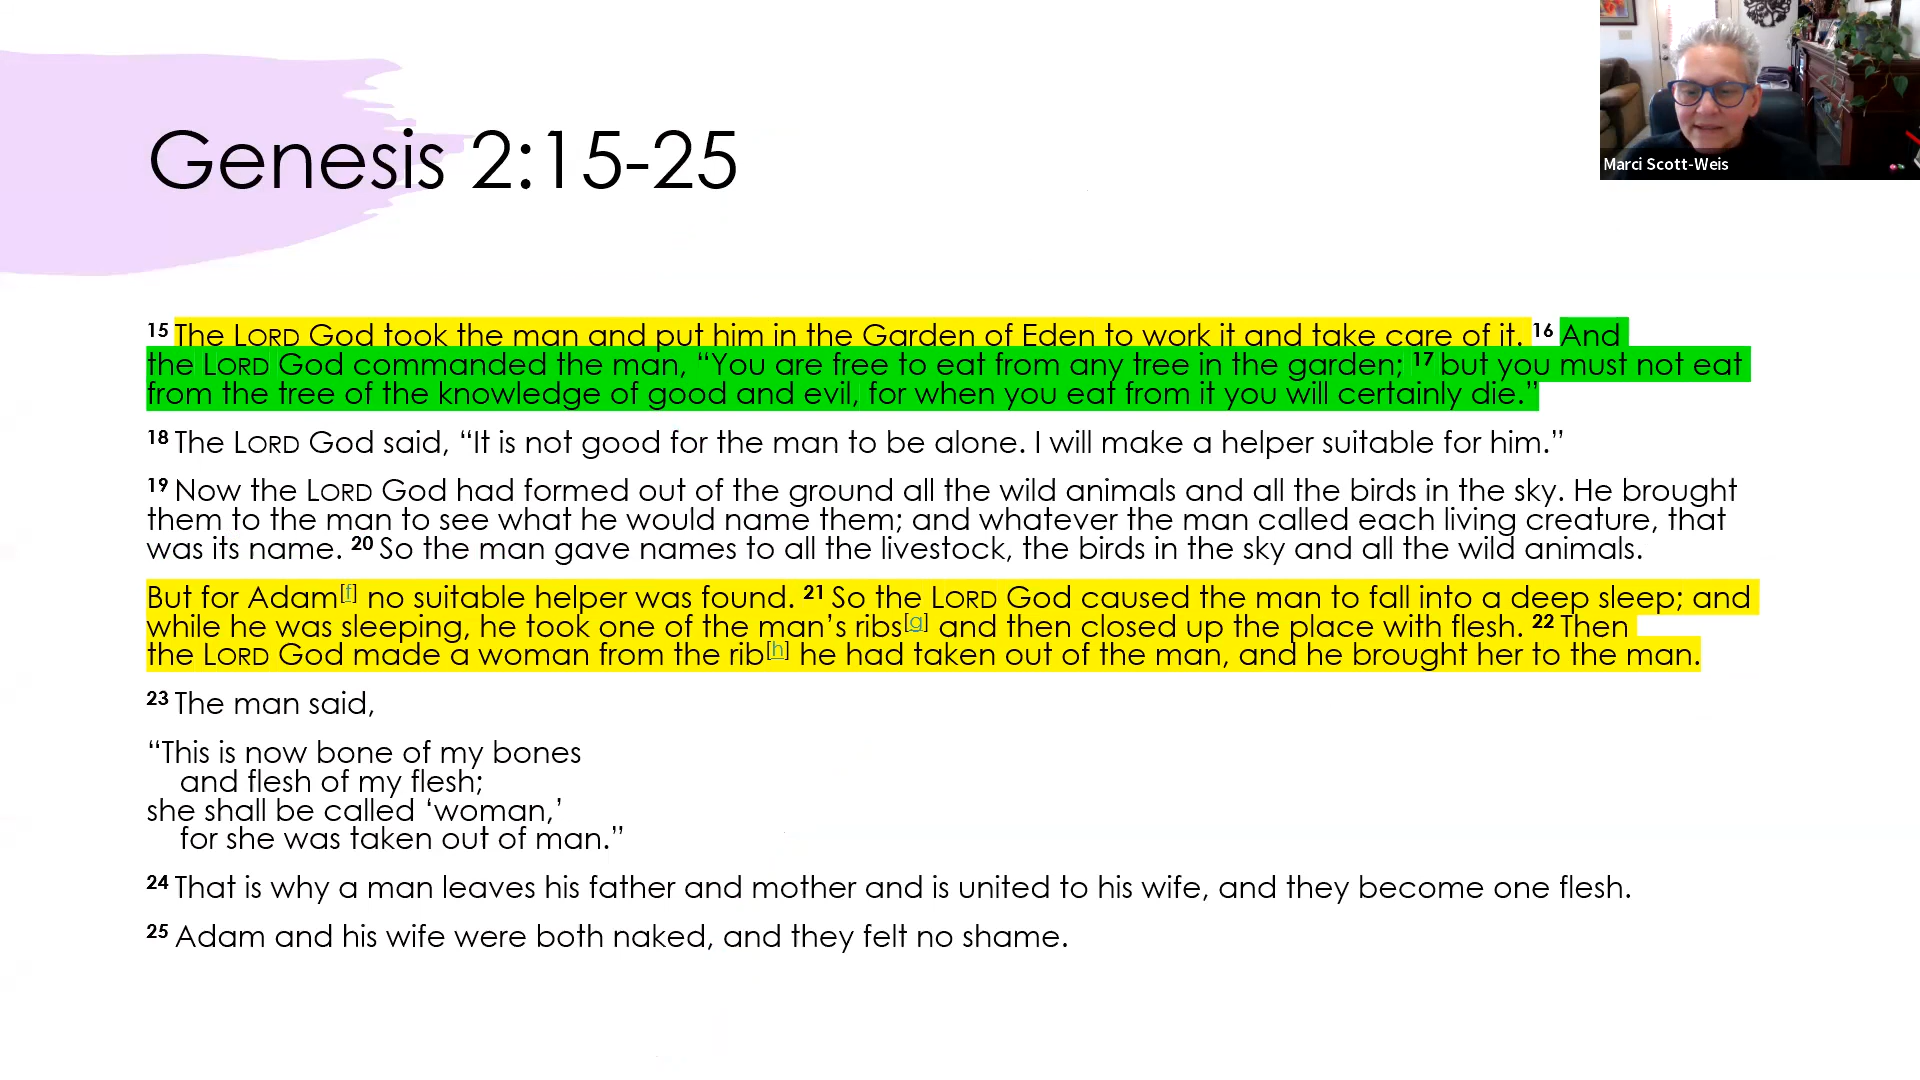 Marci Scott-Weis
Genesis 2:15-25
15 The LORD God took the man and put him in the Garden of Eden to work it and take care of it. 16 And
the LORD God commanded the man, “You are free to eat from any tree in the garden; 17 but you must not eat
from the tree of the knowledge of good and evil, for when you eat from it you will certainly die.”
18 The LORD God said, “It is not good for the man to be alone. I will make a helper suitable for him.”
19 Now the LORD God had formed out of the ground all the wild animals and all the birds in the sky. He brought
them to the man to see what he would name them; and whatever the man called each living creature, that
was its name. 20 So the man gave names to all the livestock, the birds in the sky and all the wild animals.
But for Adam[f] no suitable helper was found. 21 So the LORD God caused the man to fall into a deep sleep; and
while he was sleeping, he took one of the man’s ribs[g] and then closed up the place with flesh. 22 Then
the LORD God made a woman from the rib[h] he had taken out of the man, and he brought her to the man.
23 The man said,
“This is now bone of my bones
and flesh of my flesh;
she shall be called ‘woman,’
for she was taken out of man.”
24 That is why a man leaves his father and mother and is united to his wife, and they become one flesh.
25 Adam and his wife were both naked, and they felt no shame.